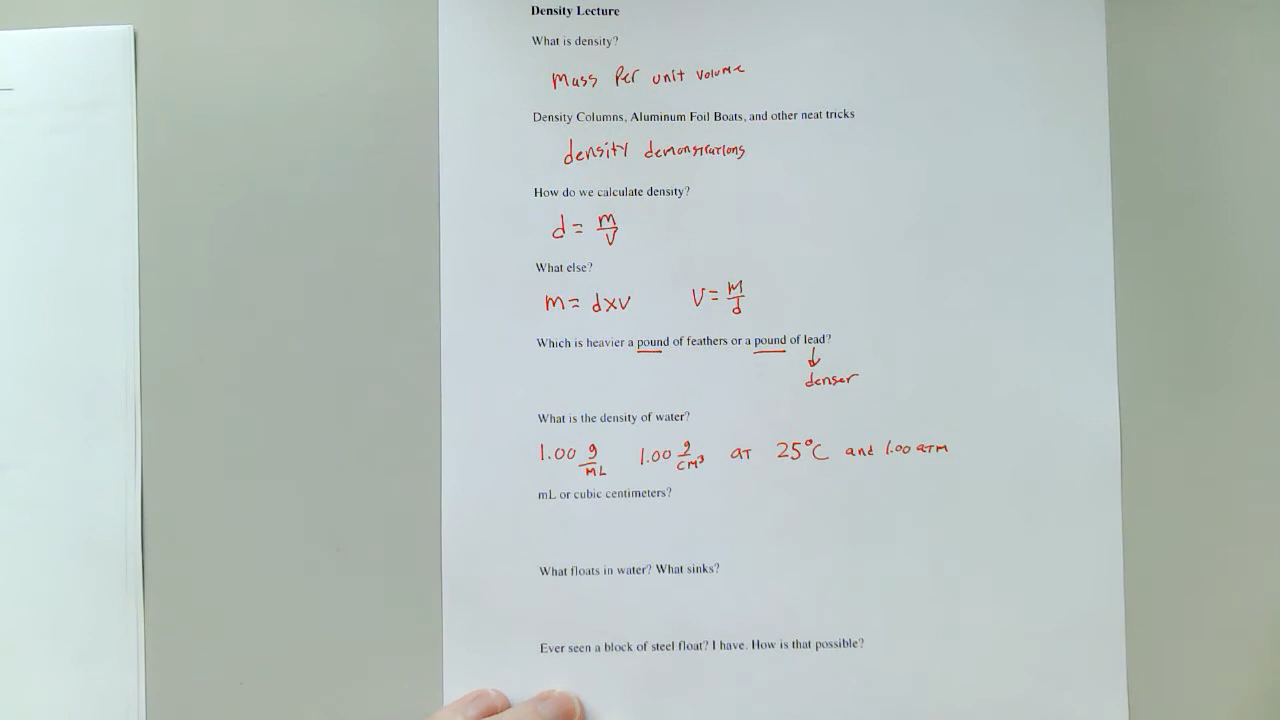 Density Lecture
What is density?
Mass Per unit volume
Density Columns, Aluminum Foil Boats, and other neat tricks
density demonstrations
How do we calculate density?
d = m/V
What else?
m = dxv V = M/d
Which is heavier a pound of feathers or a pound of lead?
↓
denser
What is the density of water?
1.00 g/mL 1.00 g/cm³ at 25°C and 1.00 atm
mL or cubic centimeters?
What floats in water? What sinks?
Ever seen a block of steel float? I have. How is that possible?